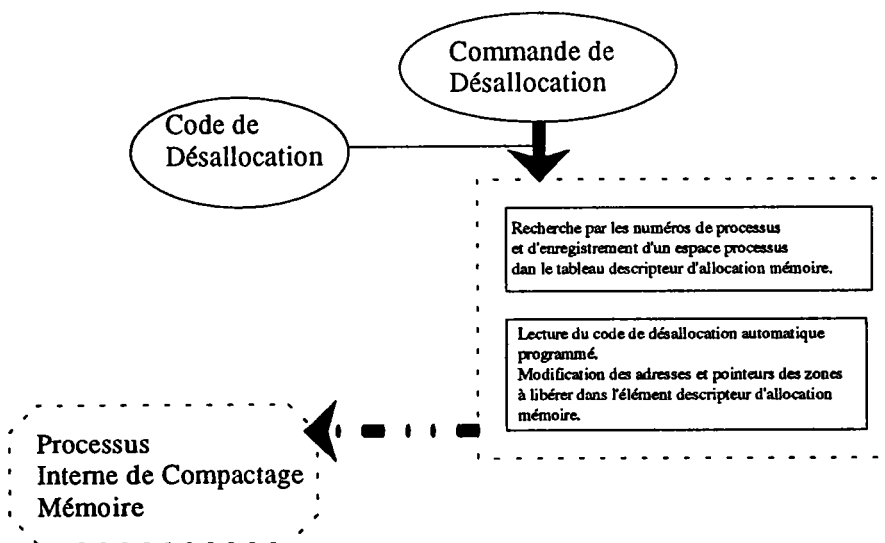 Commande de
Désallocation
Code de
Désallocation
Recherche par les numéros de processus
et d'enregistrement d'un espace processus
dan le tableau descripteur d'allocation mémoire.
Lecture du code de désallocation automatique
programmé.
Modification des adresses et pointeurs des zones
à libérer dans l'élément descripteur d'allocation
mémoire.
Processus
Interne de Compactage
Mémoire